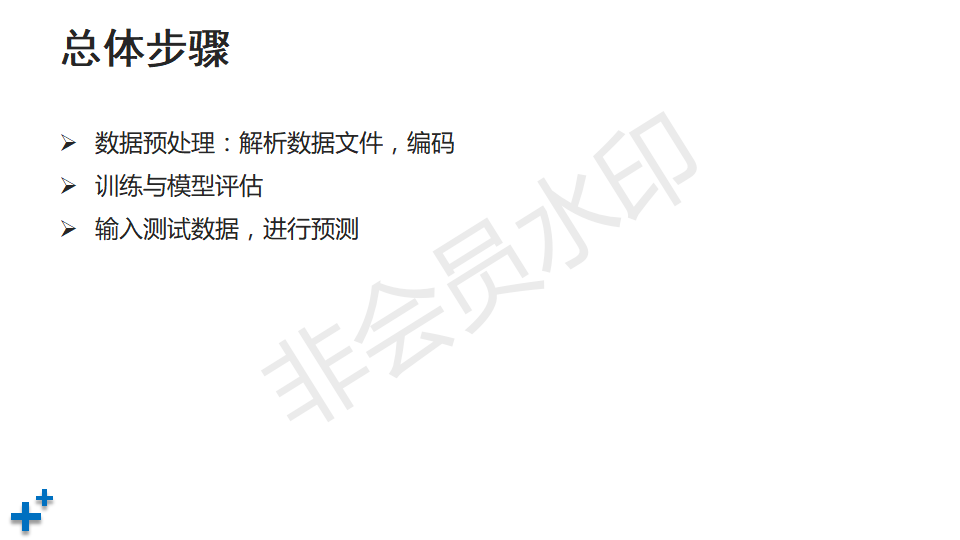 总体步骤
数据预处理：解析数据文件，编码
训练与模型评估
输入测试数据，进行预测
非会员水印